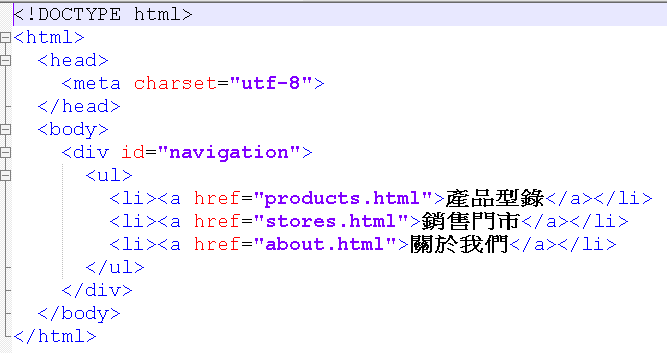 <!DOCTYPE html>
<html>
<head>
<meta charset="utf-8">
</head>
<body>
<div id="navigation">
<ul>
<li><a href="products.html">產品型錄</a></li>
<li><a href="stores.html">銷售門市</a></li>
<li><a href="about.html">關於我們</a></li>
</ul>
</div>
</body>
</html>